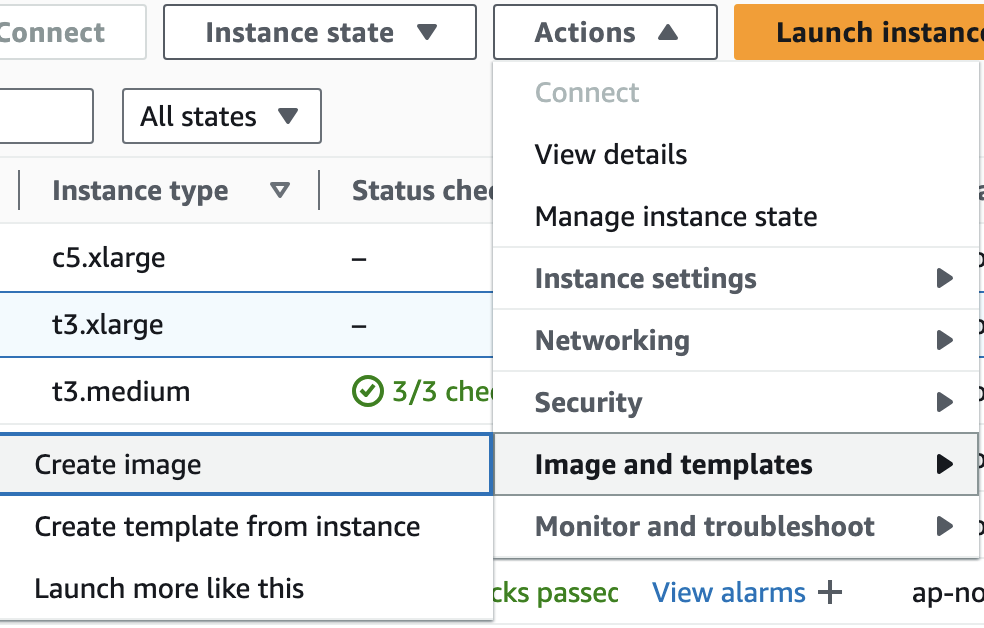 Connect Instance state Actions Launch instance
All states
Connect
View details
Manage instance state
Instance type Status chec
c5.xlarge –
t3.xlarge –
t3.medium 3/3 chec
Instance settings
Networking
Security
Image and templates
Monitor and troubleshoot
Create image
Create template from instance
Launch more like this
cks passec View alarms + ap-no